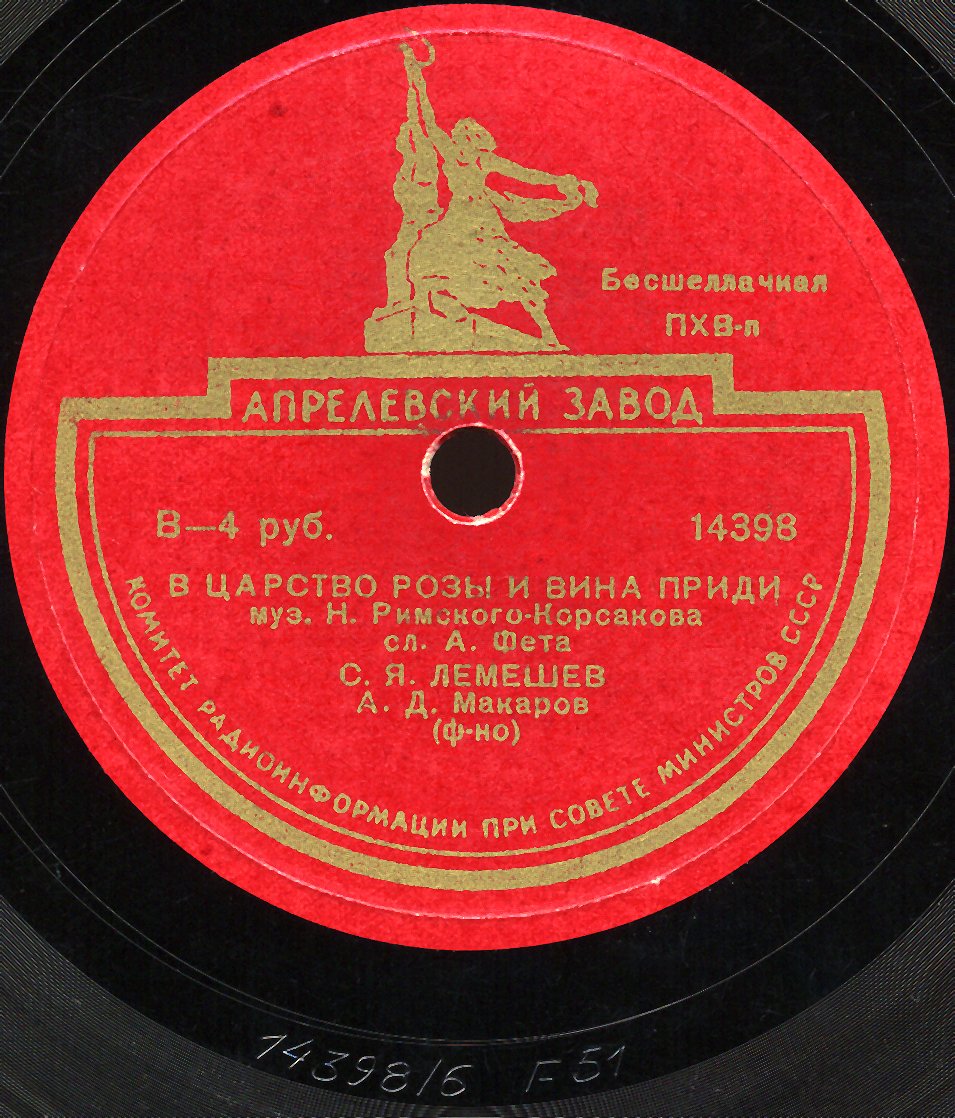 Бесшеллачная
ПХВ-п
АПРЕЛЕВСКИЙ ЗАВОД
В—4 руб.
14398
В ЦАРСТВО РОЗЫ И ВИНА ПРИДИ
муз. Н. Римского-Корсакова
сл. А. Фета
С. Я. ЛЕМЕШЕВ
А. Д. Макаров
(ф-но)
КОМИТЕТ РАДИОИНФОРМАЦИИ ПРИ СОВЕТЕ МИНИСТРОВ СССР
14398/6 F51